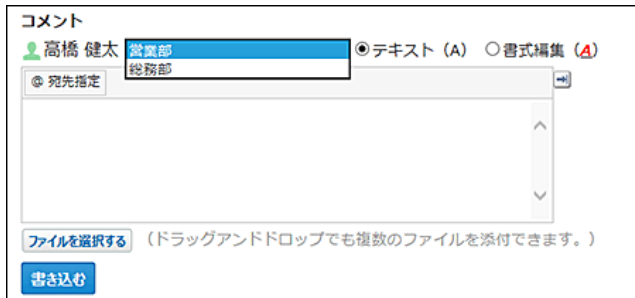 コメント
高橋 健太 営業部 ●テキスト（A） ○書式編集（A）
総務部
@ 宛先指定
ファイルを選択する （ドラッグアンドドロップでも複数のファイルを添付できます。）
書き込む